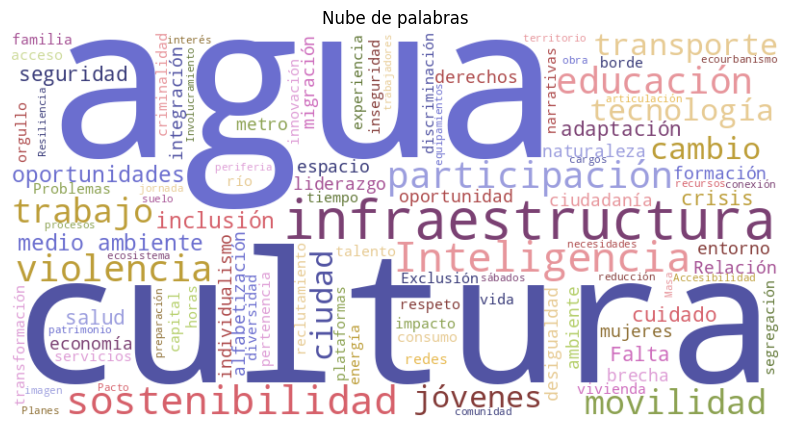 Nube de palabras
agua
cultura
infraestructura
participación
Inteligencia
sostenibilidad
educación
tecnología
transporte
cambio
trabajo
violencia
movilidad
jóvenes
ciudad
familia
acceso
seguridad
orgullo
Resiliencia
criminalidad
integración
interés
Involucramiento
metro
innovación
migración
experiencia
inseguridad
trabajadores
discriminación
derechos
equipamientos
territorio
narrativas
borde
obra
ecourbanismo
articulación
adaptación
naturaleza
cargos
formación
recursos
conexión
crisis
ciudadanía
oportunidad
oportunidades
Problemas
jornada
suelo
periferia
río
espacio
liderazgo
tiempo
inclusión
procesos
medio ambiente
ecosistema
individualismo
alfabetización
diversidad
pertenencia
talento
reclutamiento
plataformas
energía
Exclusión
sábados
respeto
vida
impacto
consumo
redes
desigualdad
ambiente
necesidades
reducción
Masa
Accesibilidad
Relación
entorno
cuidado
mujeres
Falta
brecha
vivienda
segregación
comunidad
transformación
salud
patrimonio
economía
servicios
preparación
capital
horas
imagen
Planes
Pacto